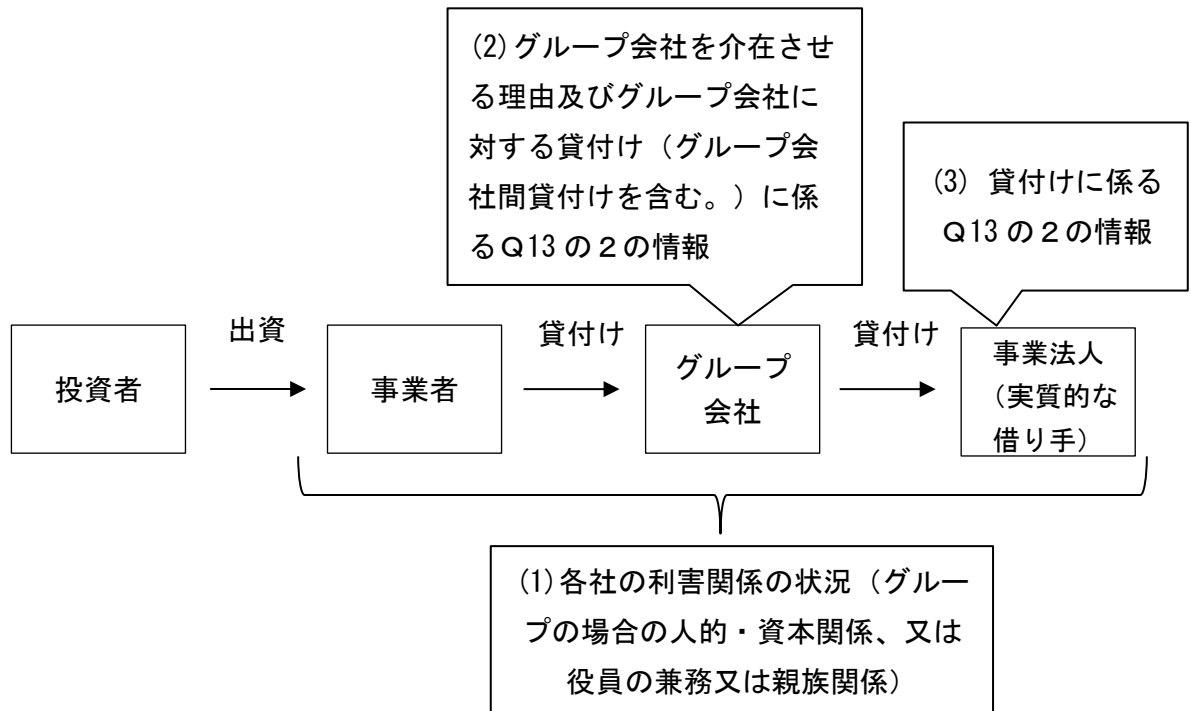 (2)グループ会社を介在させ
る理由及びグループ会社に
対する貸付け（グループ会
社間貸付けを含む。）に係
るＱ13の２の情報
(3) 貸付けに係る
Ｑ13の２の情報
出資
貸付け
貸付け
投資者
事業者
グループ
会社
事業法人
（実質的な
借り手）
(1)各社の利害関係の状況（グルー
プの場合の人的・資本関係、又は
役員の兼務又は親族関係）